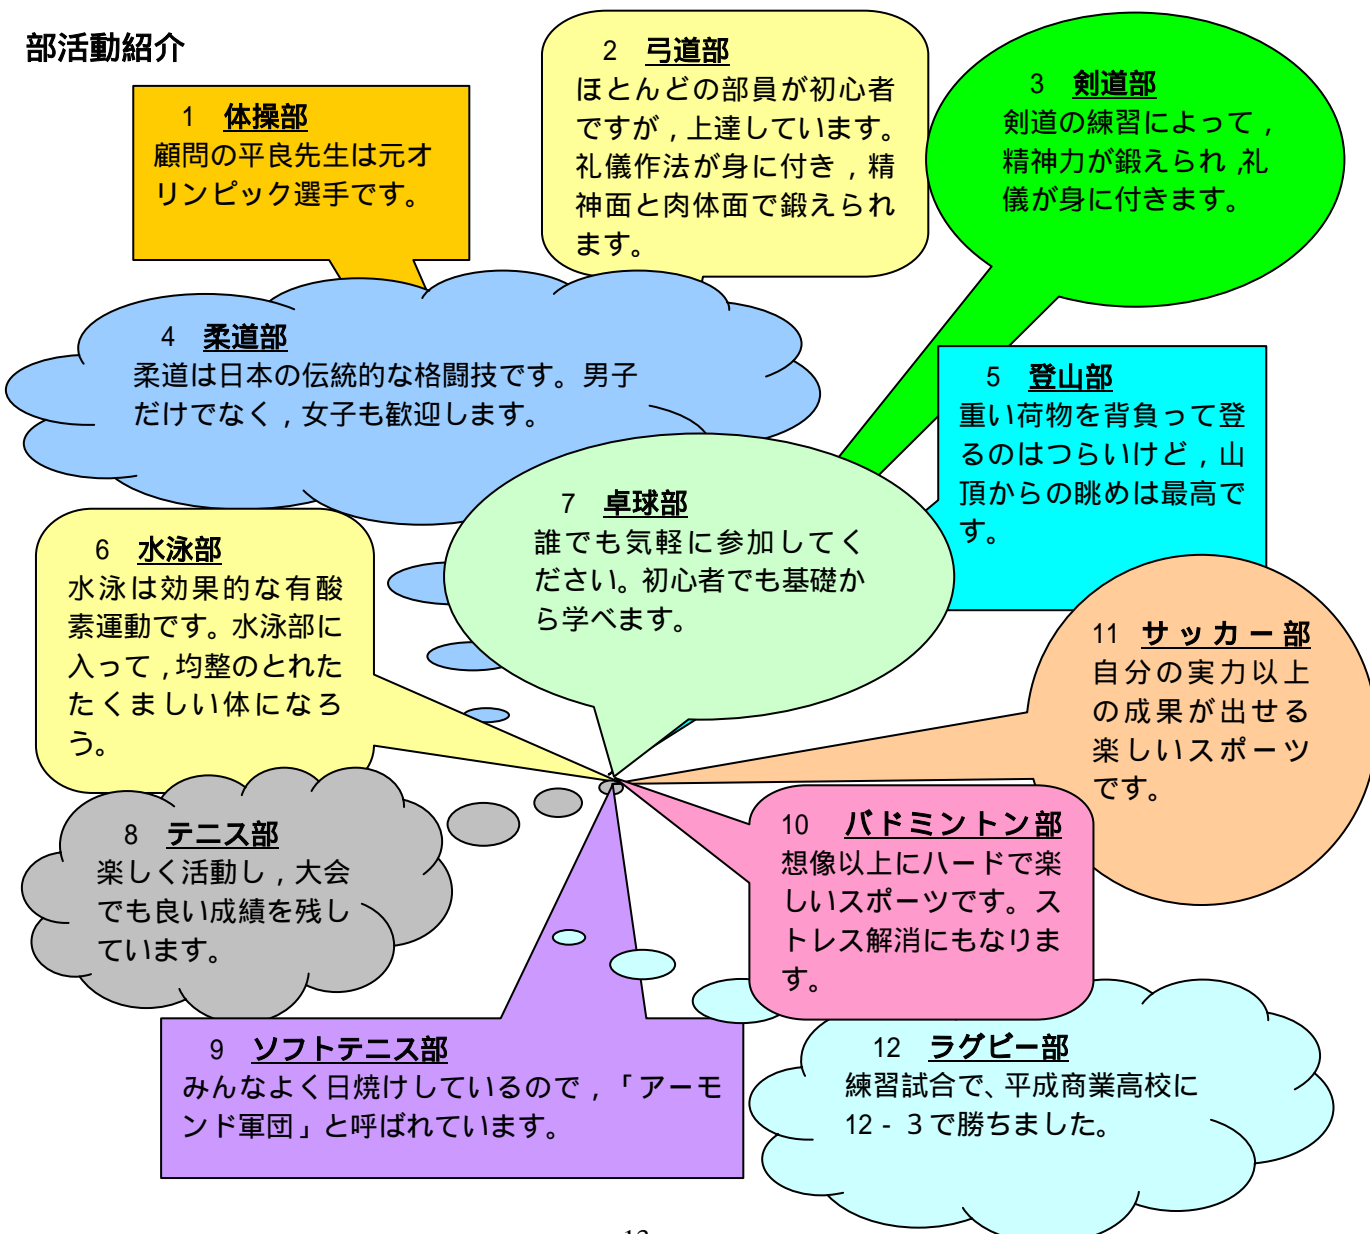 部活動紹介
1 体操部
顧問の平良先生は元オ
リンピック選手です。
2 弓道部
ほとんどの部員が初心者
ですが，上達しています。
礼儀作法が身に付き，精
神面と肉体面で鍛えられ
ます。
3 剣道部
剣道の練習によって，
精神力が鍛えられ，礼
儀が身に付きます。
4 柔道部
柔道は日本の伝統的な格闘技です。男子
だけでなく，女子も歓迎します。
5 登山部
重い荷物を背負って登
るのはつらいけど，山
頂からの眺めは最高で
す。
6 水泳部
水泳は効果的な有酸
素運動です。水泳部に
入って，均整のとれた
たくましい体になろ
う。
7 卓球部
誰でも気軽に参加してく
ださい。初心者でも基礎か
ら学べます。
8 テニス部
楽しく活動し，大会
でも良い成績を残し
ています。
9 ソフトテニス部
みんなよく日焼けしているので，「アーモ
ンド軍団」と呼ばれています。
10 バドミントン部
想像以上にハードで楽
しいスポーツです。ス
トレス解消にもなりま
す。
11 サッカー部
自分の実力以上
の成果が出せる
楽しいスポーツ
です。
12 ラグビー部
練習試合で、平成商業高校に
12‐３で勝ちました。